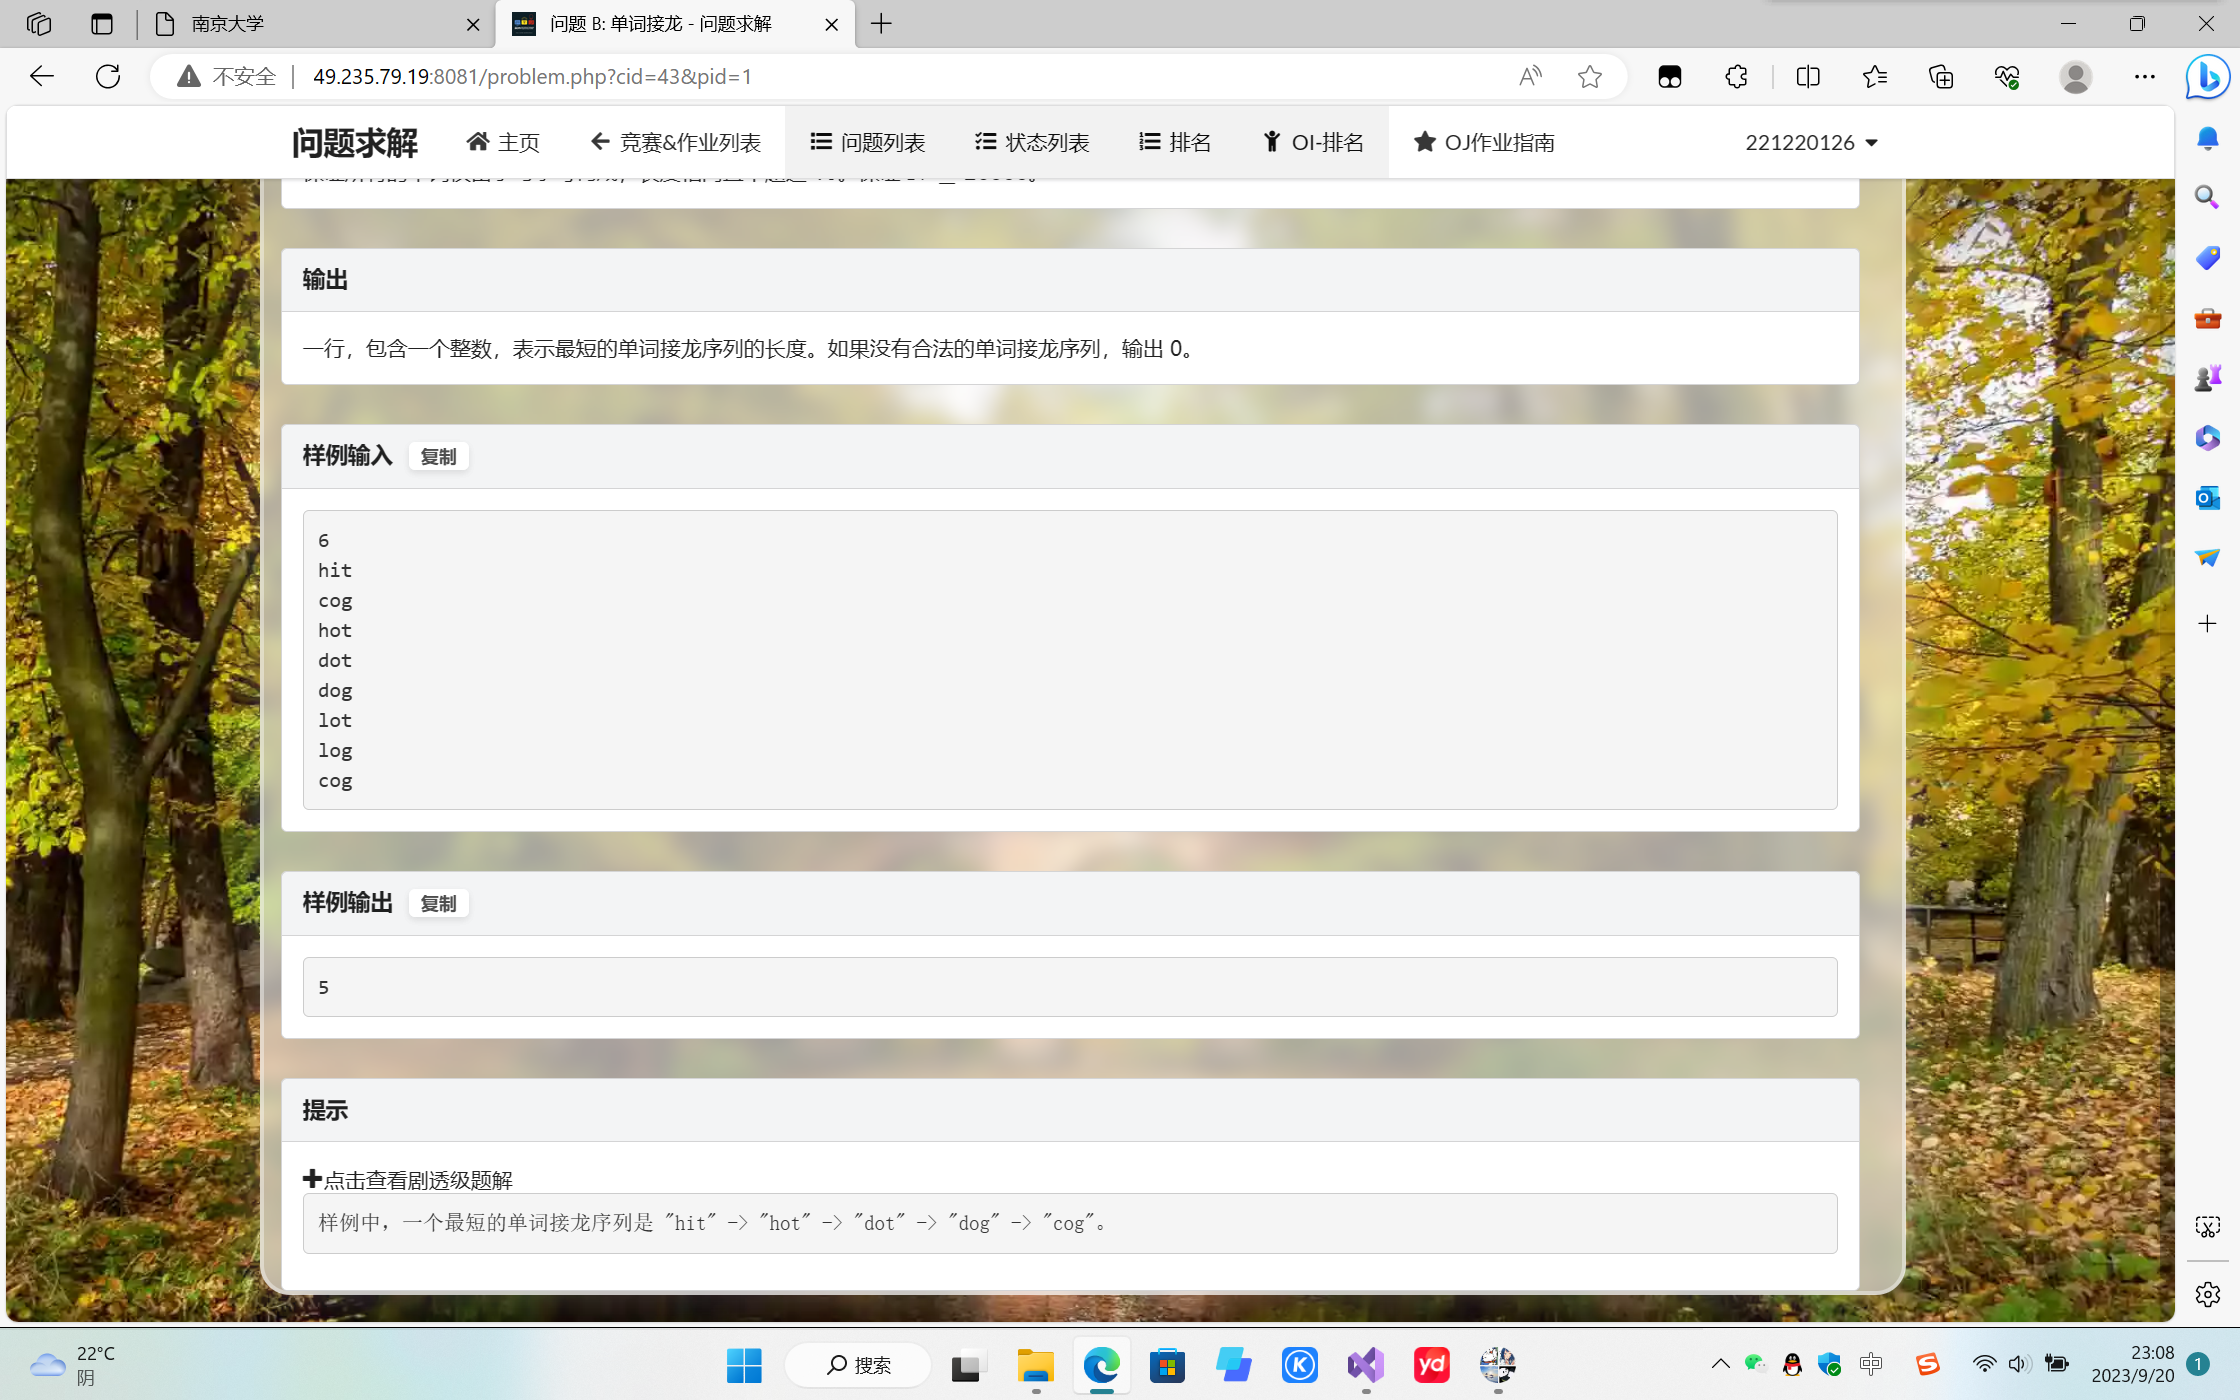 南京大学
问题 B: 单词接龙 - 问题求解
不安全
49.235.79.19:8081/problem.php?cid=43&pid=1
问题求解
主页
竞赛&作业列表
问题列表
状态列表
排名
OI-排名
OJ作业指南
221220126
输出
一行，包含一个整数，表示最短的单词接龙序列的长度。如果没有合法的单词接龙序列，输出 0。
样例输入 复制
6
hit
cog
hot
dot
dog
lot
log
cog
样例输出 复制
5
提示
点击查看剧透级题解
样例中，一个最短的单词接龙序列是 "hit" -> "hot" -> "dot" -> "dog" -> "cog"。
22°C
阴
搜索
yd
中
23:08
2023/9/20
1